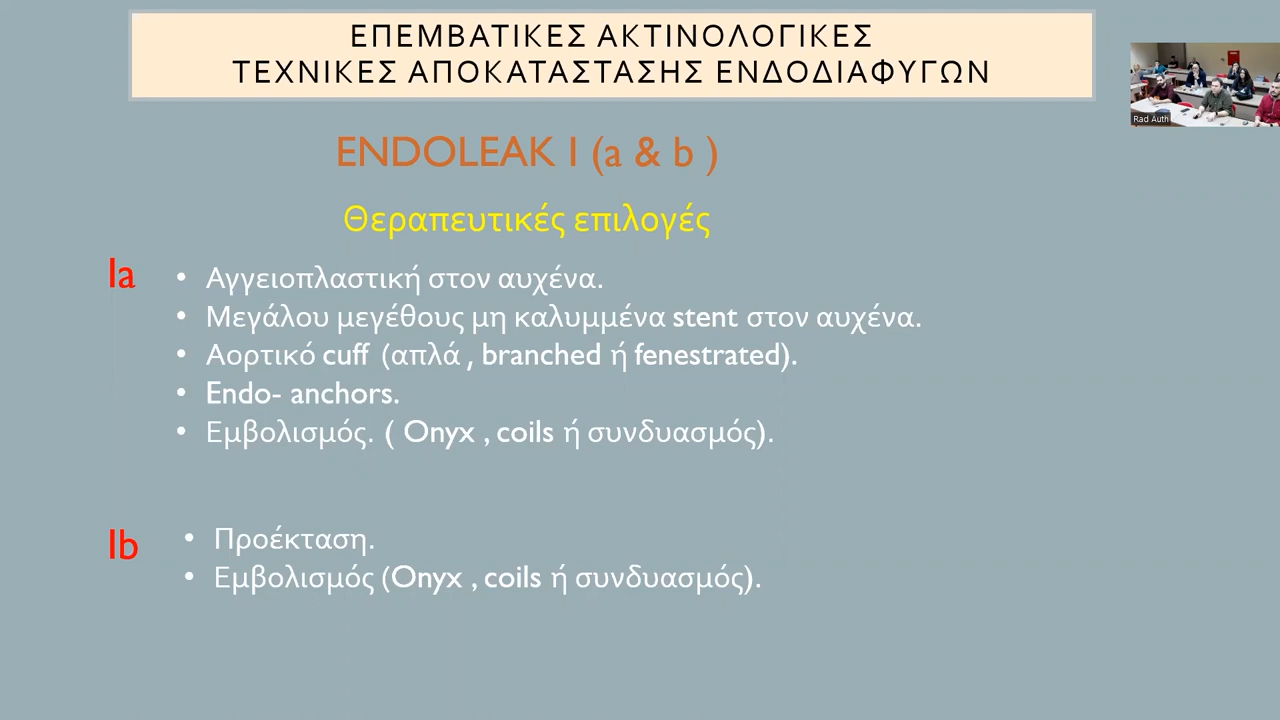 ΕΠΕΜΒΑΤΙΚΕΣ ΑΚΤΙΝΟΛΟΓΙΚΕΣ
ΤΕΧΝΙΚΕΣ ΑΠΟΚΑΤΑΣΤΑΣΗΣ ΕΝΔΟΔΙΑΦΥΓΩΝ
Rad Auth
ENDOLEAK I (a & b )
Θεραπευτικές επιλογές
Ia
• Αγγειοπλαστική στον αυχένα.
• Μεγάλου μεγέθους μη καλυμμένα stent στον αυχένα.
• Αορτικό cuff (απλά , branched ή fenestrated).
• Endo- anchors.
• Εμβολισμός. ( Onyx , coils ή συνδυασμός).
Ib
• Προέκταση.
• Εμβολισμός (Onyx , coils ή συνδυασμός).